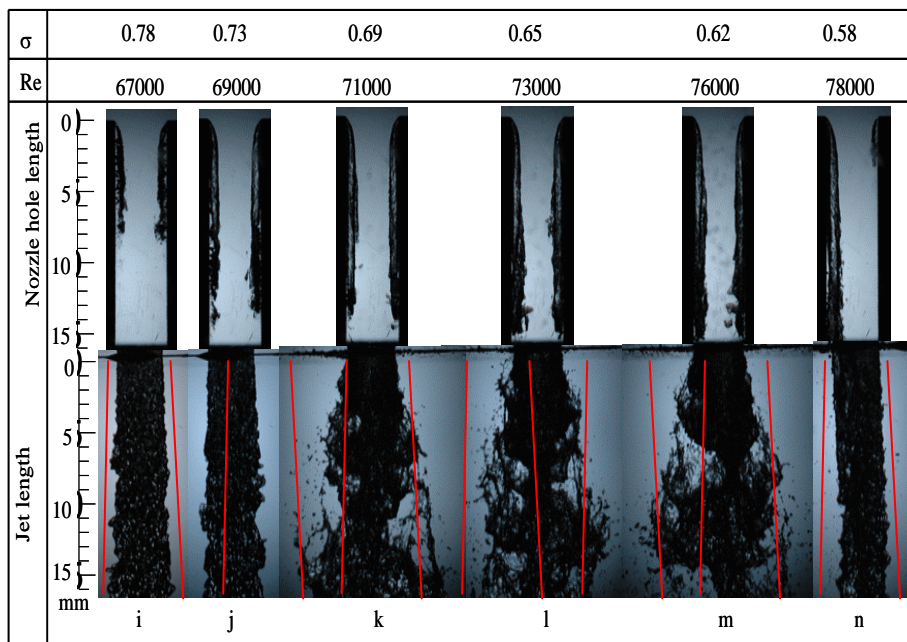 σ 0.78 0.73 0.69 0.65 0.62 0.58
Re 67000 69000 71000 73000 76000 78000
Nozzle hole length
0
5
10
15
Jet length
0
5
10
15
mm
i j k l m n